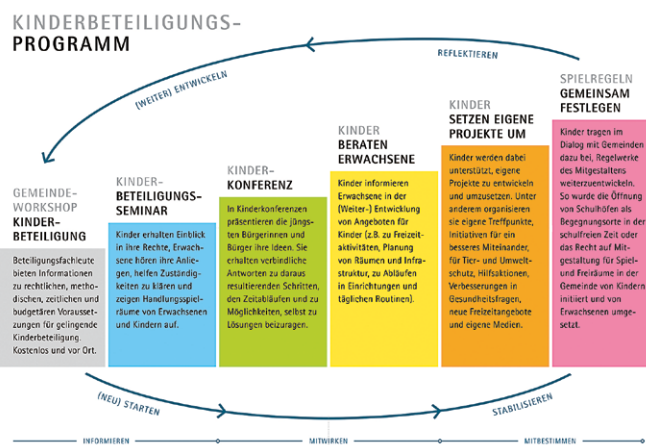 KINDERBETEILIGUNGS-
PROGRAMM
REFLEKTIEREN
(WEITER) ENTWICKELN
GEMEINDE-
WORKSHOP
KINDER-
BETEILIGUNG
Beteiligungsfachleute
bieten Informationen
zu rechtlichen, metho-
dischen, zeitlichen und
budgetären Vorausset-
zungen für gelingende
Kinderbeteiligung.
Kostenlos und vor Ort.
KINDER-
BETEILIGUNGS-
SEMINAR
Kinder erhalten Einblick
in ihre Rechte, Erwach-
sene hören ihre Anlie-
gen, helfen Zuständig-
keiten zu klären und
zeigen Handlungsspiel-
räume von Erwachsenen
und Kindern auf.
KINDER-
KONFERENZ
In Kinderkonferenzen
präsentieren die jüngs-
ten Bürgerinnen und
Bürger ihre Ideen. Sie
erhalten verbindliche
Antworten zu daraus
resultierenden Schritten,
den Zeitabläufen und zu
Möglichkeiten, selbst zu
Lösungen beizuragen.
KINDER
BERATEN
ERWACHSENE
Kinder informieren
Erwachsene in der
(Weiter-) Entwicklung
von Angeboten für
Kinder (z.B. zu Freizeit-
aktivitäten, Planung
von Räumen und Infra-
struktur, zu Abläufen
in Einrichtungen und
täglichen Routinen).
KINDER
SETZEN EIGENE
PROJEKTE UM
Kinder werden dabei
unterstützt, eigene
Projekte zu entwickeln
und umzusetzen. Unter
anderem organisieren
sie eigene Treffpunkte,
Initiativen für ein
besseres Miteinander,
für Tier- und Umwelt-
schutz, Hilfsaktionen,
Verbesserungen in
Gesundheitsfragen,
neue Freizeitangebote
und eigene Medien.
SPIELREGELN
GEMEINSAM
FESTLEGEN
Kinder tragen im
Dialog mit Gemeinden
dazu bei, Regelwerke
des Mitgestaltens
weiterzuentwickeln.
So wurde die Öffnung
von Schulhöfen als
Begegnungsorte in der
schulfreien Zeit oder
das Recht auf Mit-
gestaltung für Spiel-
und Freiräume in der
Gemeinde von Kindern
initiiert und von
Erwachsenen umge-
setzt.
(NEU) STARTEN
STABILISIEREN
INFORMIEREN
MITWIRKEN
MITBESTIMMEN